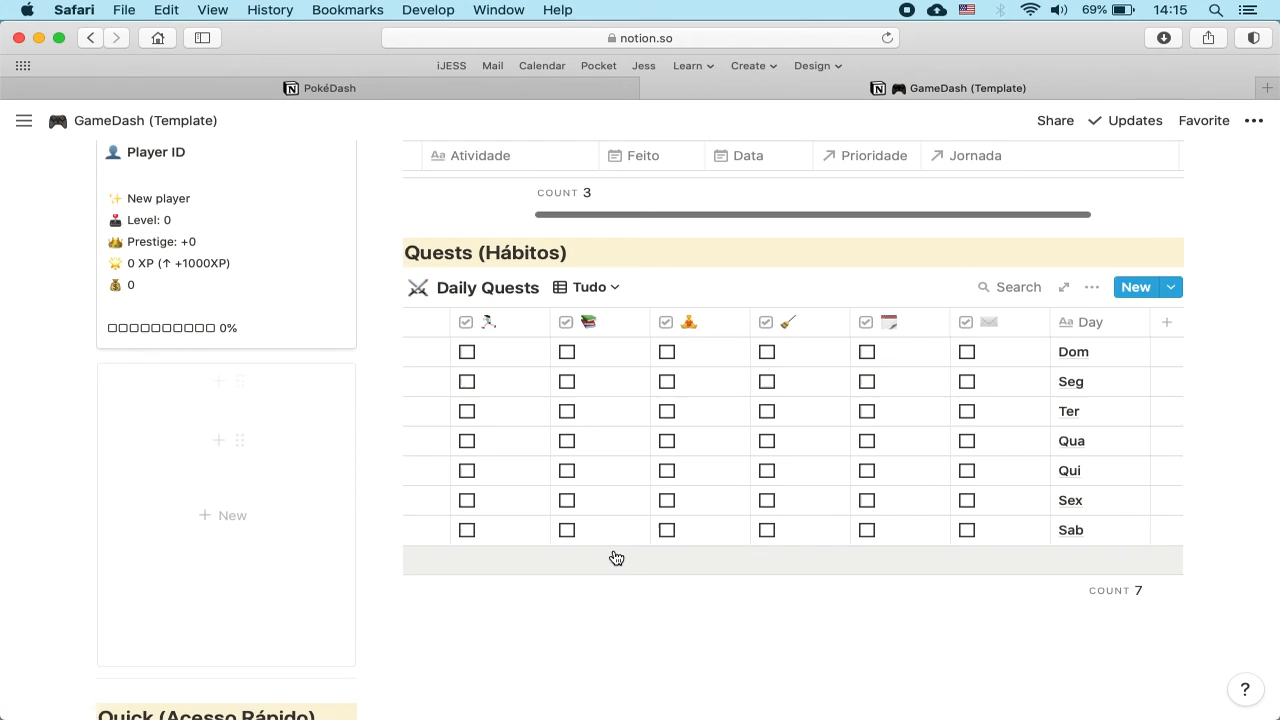 Safari File Edit View History Bookmarks Develop Window Help 69% 14:15
notion.so
iJESS Mail Calendar Pocket Jess Learn Create Design
PokéDash GameDash (Template)
GameDash (Template) Share Updates Favorite
Player ID
New player
Level: 0
Prestige: +0
0 XP (↑ +1000XP)
0
0%
+ New
Quick (Acesso Rápido)
Aa Atividade Feito Data Prioridade Jornada
COUNT 3
Quests (Hábitos)
Daily Quests Tudo Search New
Aa Day
Dom
Seg
Ter
Qua
Qui
Sex
Sab
COUNT 7
?